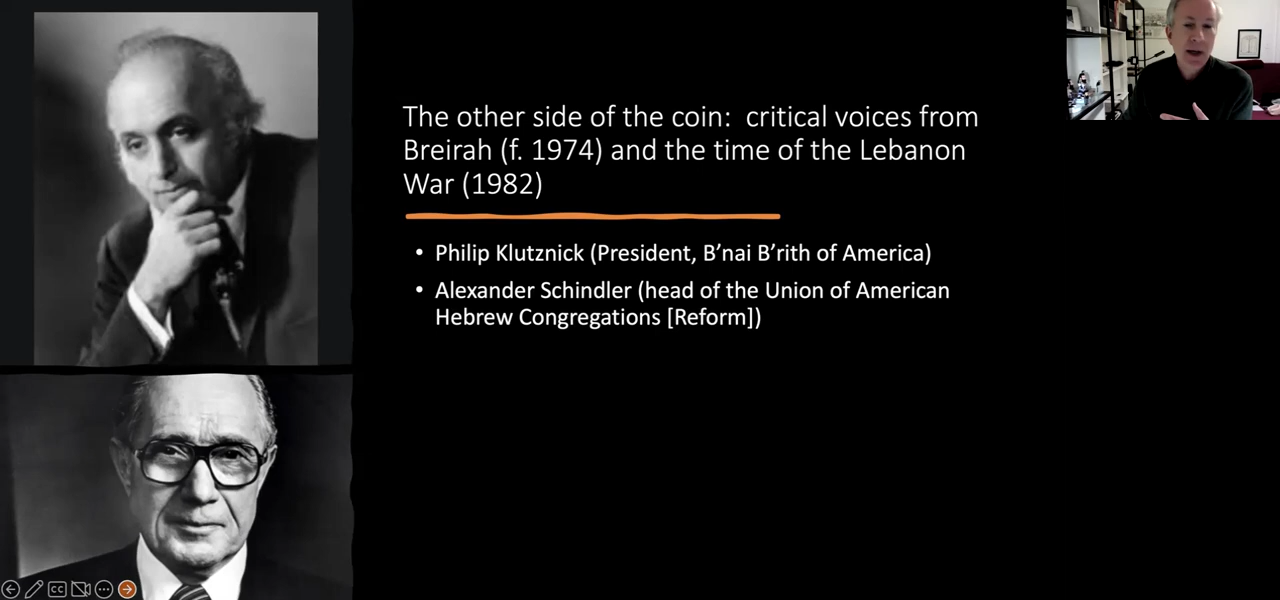 The other side of the coin:  critical voices from
Breirah (f. 1974) and the time of the Lebanon
War (1982)
• Philip Klutznick (President, B’nai B’rith of America)
• Alexander Schindler (head of the Union of American
Hebrew Congregations [Reform])
CC